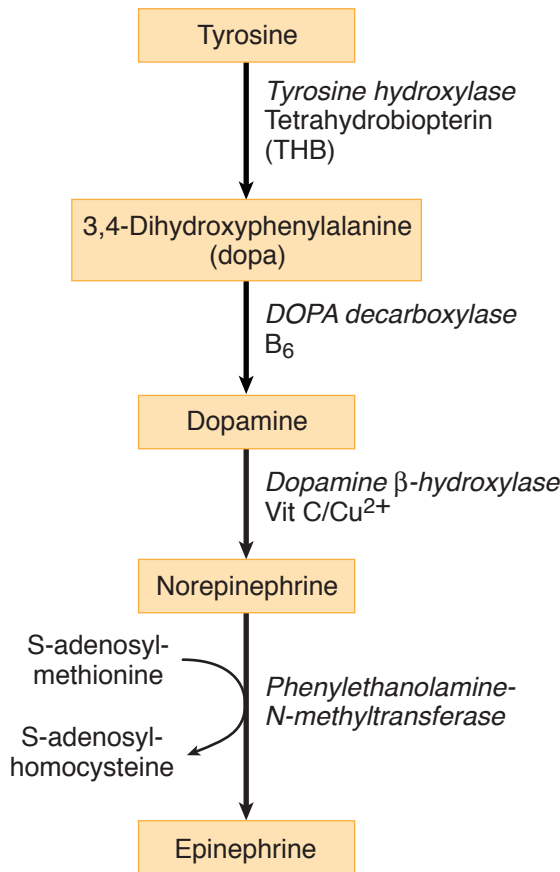 Tyrosine
Tyrosine hydroxylase
Tetrahydrobiopterin
(THB)
3,4-Dihydroxyphenylalanine
(dopa)
DOPA decarboxylase
B6
Dopamine
Dopamine β-hydroxylase
Vit C/Cu2+
Norepinephrine
S-adenosyl-
methionine
Phenylethanolamine-
N-methyltransferase
S-adenosyl-
homocysteine
Epinephrine